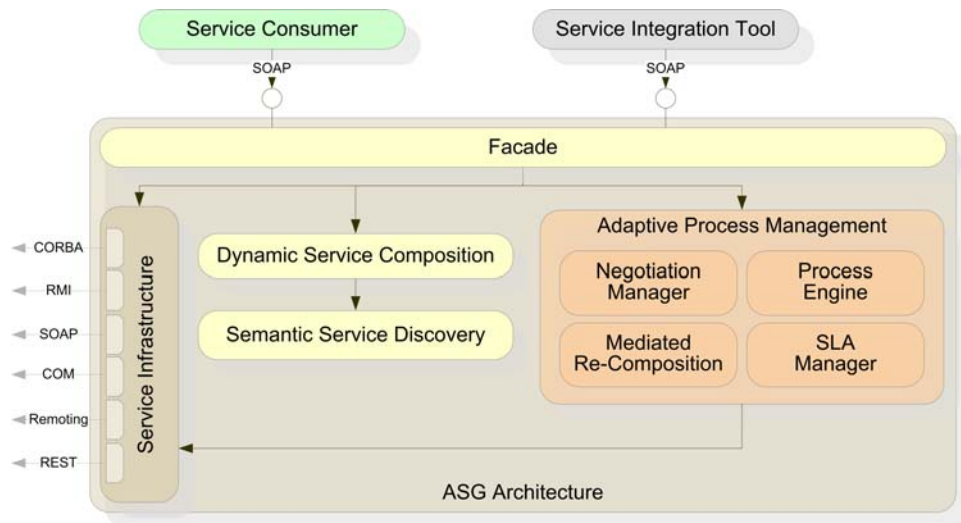 Service Consumer
Service Integration Tool
SOAP
SOAP
Facade
Service Infrastructure
CORBA
RMI
SOAP
COM
Remoting
REST
Dynamic Service Composition
Semantic Service Discovery
Adaptive Process Management
Negotiation
Manager
Process
Engine
Mediated
Re-Composition
SLA
Manager
ASG Architecture